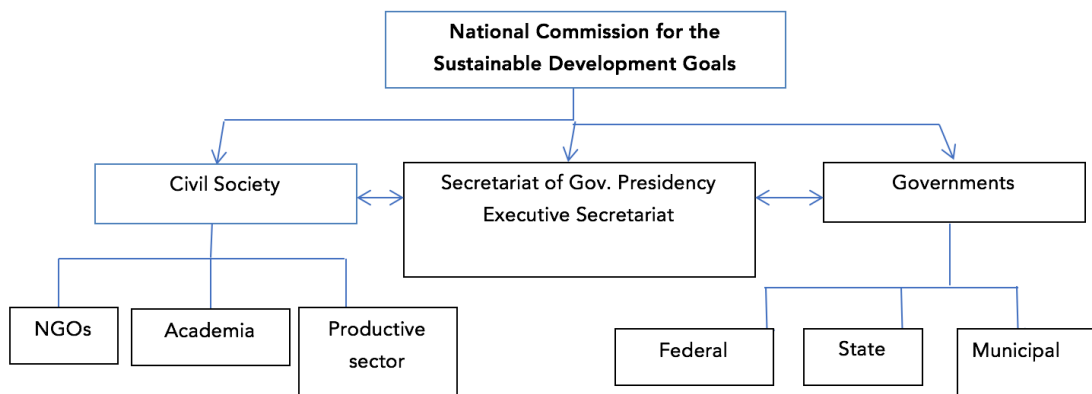 National Commission for the
Sustainable Development Goals
Civil Society
Secretariat of Gov. Presidency
Executive Secretariat
Governments
NGOs
Academia
Productive
sector
Federal
State
Municipal